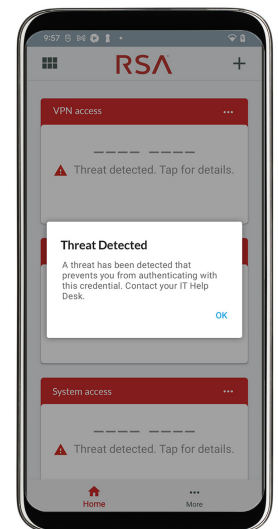 9:57
RSA
VPN access
Threat detected. Tap for details.
Threat Detected
A threat has been detected that
prevents you from authenticating with
this credential. Contact your IT Help
Desk.
OK
System access
Threat detected. Tap for details.
Home
More